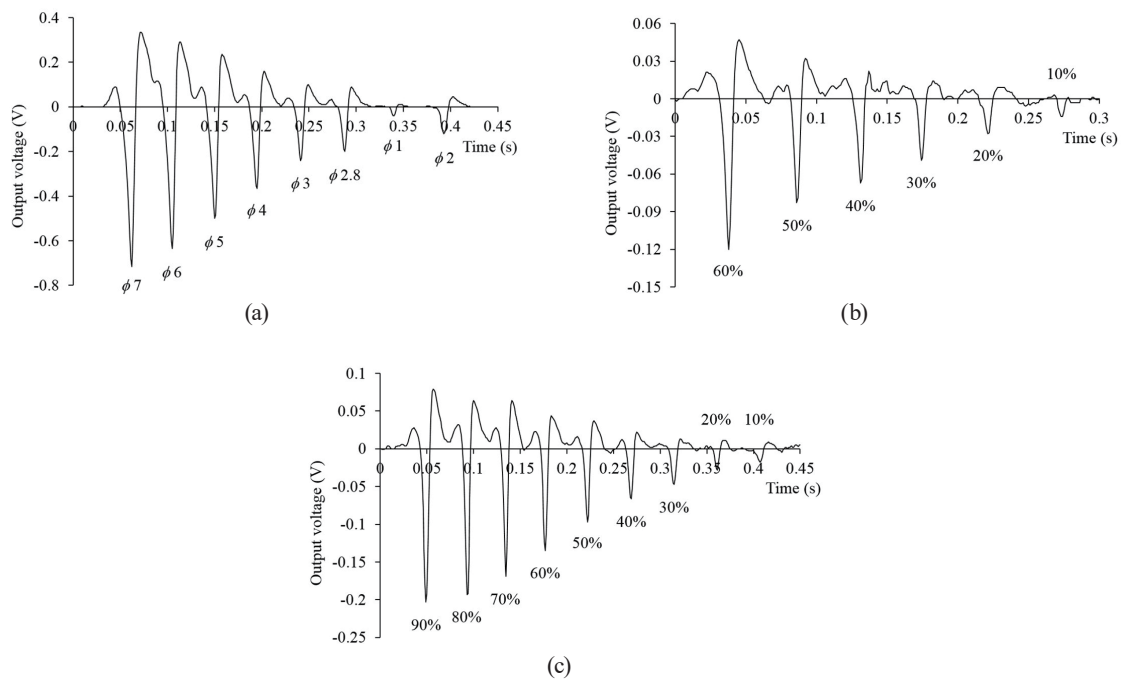 0.4
0.2
0
-0.2
-0.4
-0.6
-0.8
Output voltage (V)
0 0.05 0.1 0.15 0.2 0.25 0.3 0.35 0.4 0.45
Time (s)
ϕ7
ϕ6
ϕ5
ϕ4
ϕ3
ϕ2.8
ϕ1
ϕ2
(a)
0.06
0.03
0
-0.03
-0.06
-0.09
-0.12
-0.15
Output voltage (V)
0 0.05 0.1 0.15 0.2 0.25 0.3
Time (s)
60%
50%
40%
30%
20%
10%
(b)
0.1
0.05
0
-0.05
-0.1
-0.15
-0.2
-0.25
Output voltage (V)
0 0.05 0.1 0.15 0.2 0.25 0.3 0.35 0.4 0.45
Time (s)
90%
80%
70%
60%
50%
40%
30%
20%
10%
(c)